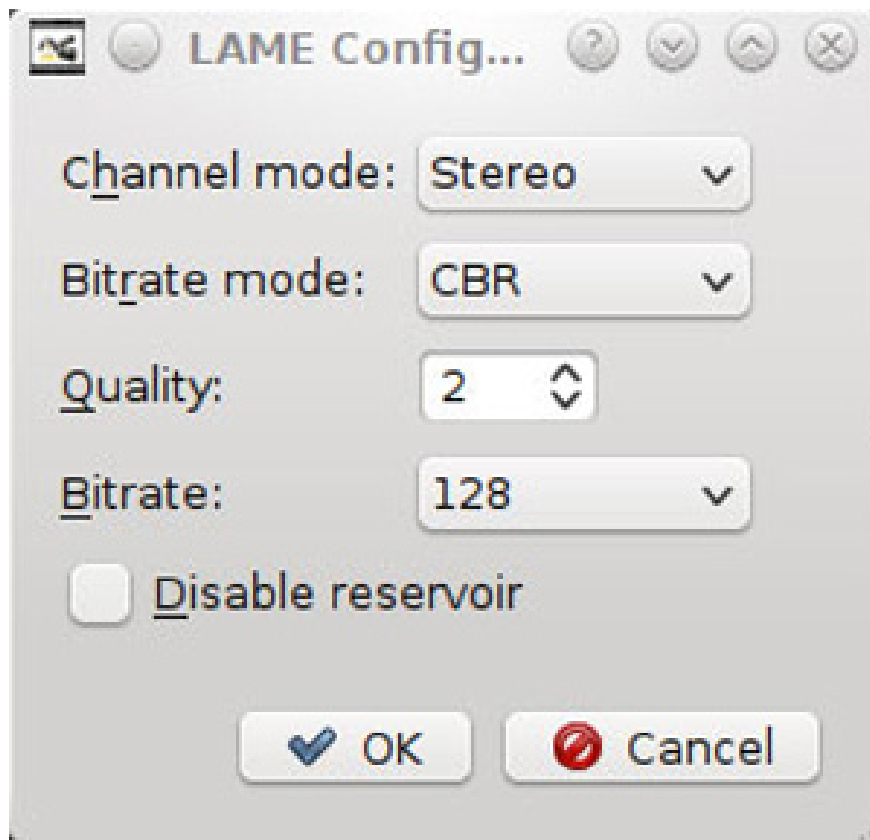 LAME Config...
Channel mode: Stereo
Bitrate mode: CBR
Quality: 2
Bitrate: 128
Disable reservoir
OK Cancel